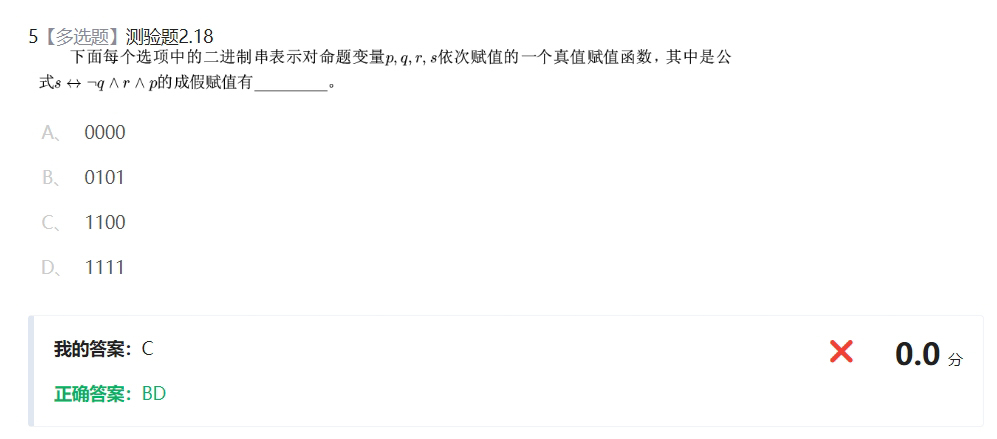 5【多选题】测验题2.18
下面每个选项中的二进制串表示对命题变量p, q, r, s依次赋值的一个真值赋值函数，其中是公
式s ↔ ¬q ∧ r ∧ p的成假赋值有________。
A、 0000
B、 0101
C、 1100
D、 1111
我的答案：C
0.0 分
正确答案：BD